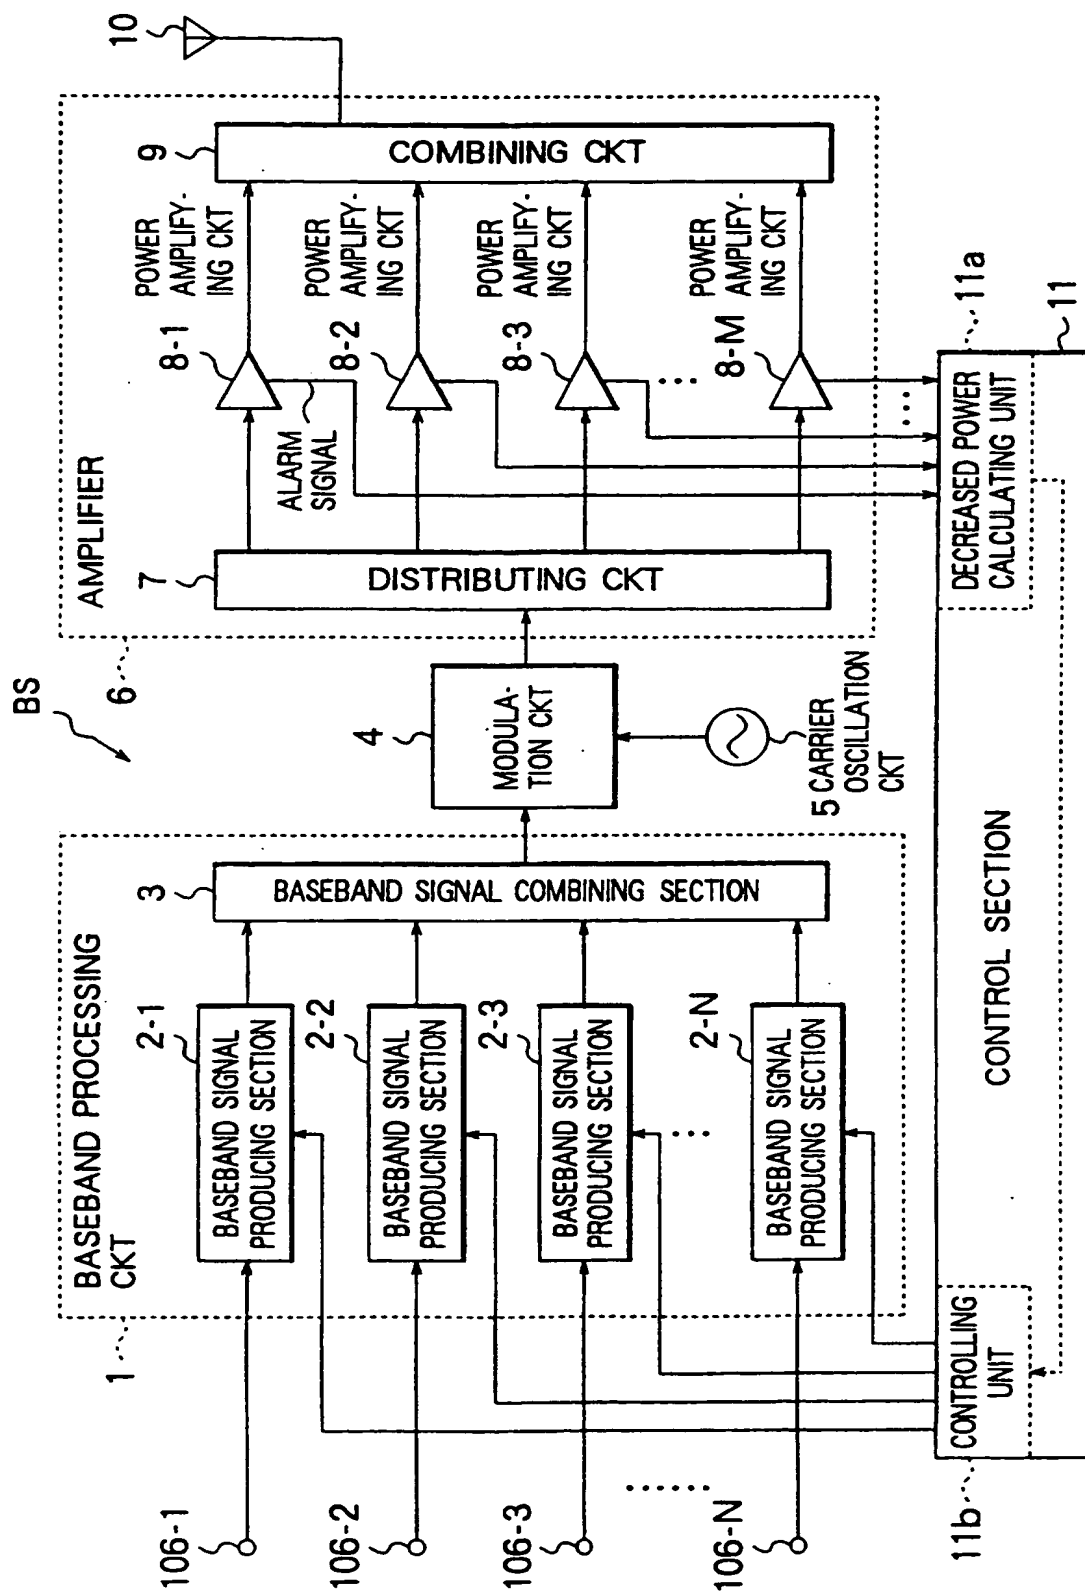 BS
BASEBAND PROCESSING
CKT
1
106-1
106-2
106-3
106-N
2-1
BASEBAND SIGNAL
PRODUCING SECTION
2-2
BASEBAND SIGNAL
PRODUCING SECTION
2-3
BASEBAND SIGNAL
PRODUCING SECTION
2-N
BASEBAND SIGNAL
PRODUCING SECTION
3
BASEBAND SIGNAL COMBINING SECTION
4
MODULA-
TION CKT
5 CARRIER
OSCILLATION
CKT
6
AMPLIFIER
7
DISTRIBUTING CKT
ALARM
SIGNAL
8-1
POWER
AMPLIFY-
ING CKT
8-2
POWER
AMPLIFY-
ING CKT
8-3
POWER
AMPLIFY-
ING CKT
8-M
POWER
AMPLIFY-
ING CKT
9
COMBINING CKT
10
11b
CONTROLLING
UNIT
CONTROL SECTION
DECREASED POWER
CALCULATING UNIT
11a
11